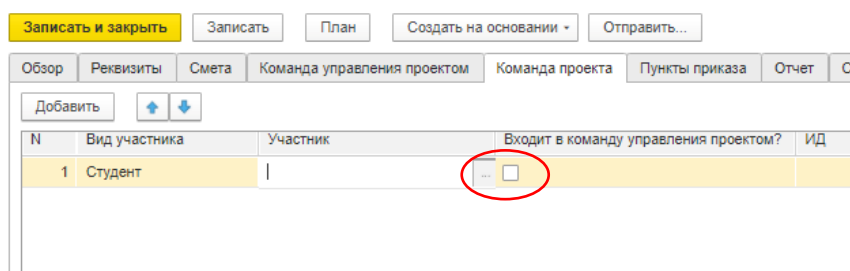 Записать и закрыть Записать План Создать на основании Отправить...
Обзор Реквизиты Смета Команда управления проектом Команда проекта Пункты приказа Отчет
Добавить
N Вид участника Участник Входит в команду управления проектом? ИД
1 Студент ...